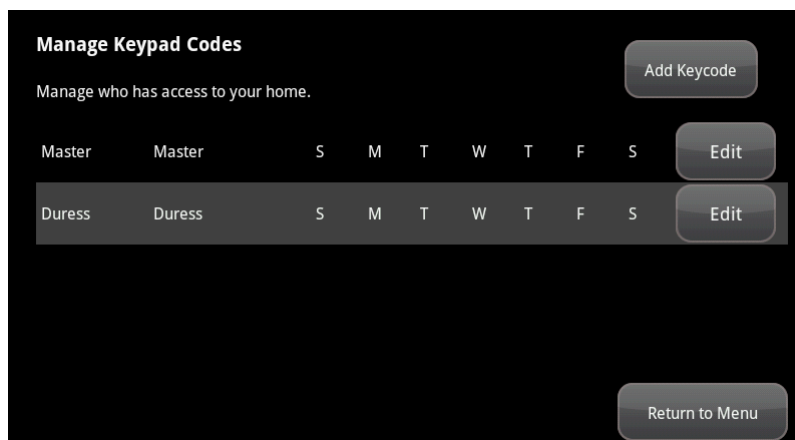 Manage Keypad Codes
Add Keycode
Manage who has access to your home.
Master Master S M T W T F S Edit
Duress Duress S M T W T F S Edit
Return to Menu